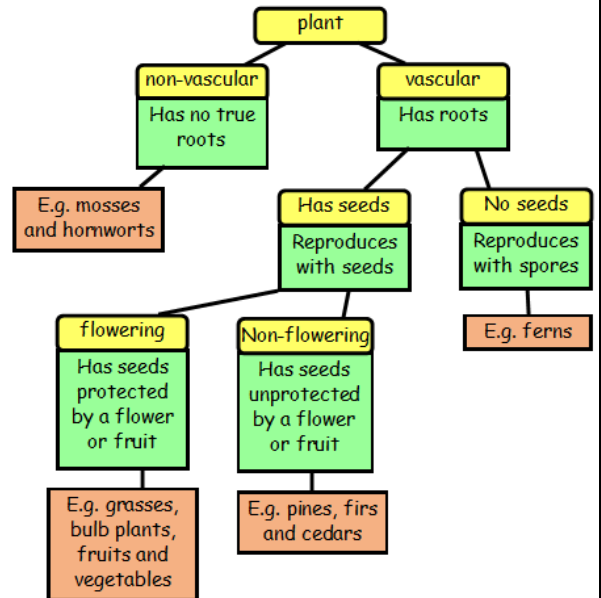 plant
non-vascular
Has no true
roots
E.g. mosses
and hornworts
vascular
Has roots
Has seeds
Reproduces
with seeds
No seeds
Reproduces
with spores
E.g. ferns
flowering
Has seeds
protected
by a flower
or fruit
E.g. grasses,
bulb plants,
fruits and
vegetables
Non-flowering
Has seeds
unprotected
by a flower
or fruit
E.g. pines, firs
and cedars